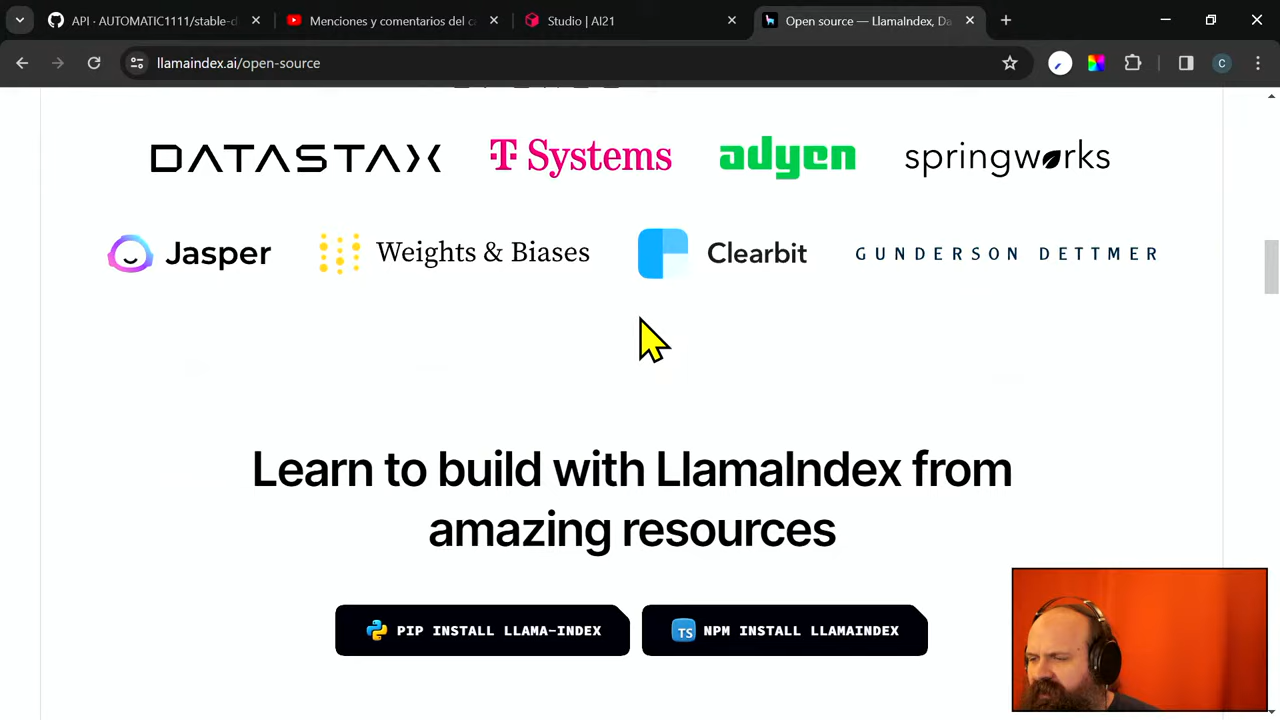 API · AUTOMATIC1111/stable-d
Menciones y comentarios del c
Studio | AI21
Open source — LlamaIndex, Da
llamaindex.ai/open-source
C
DATASTAX
T Systems
adyen
springworks
Jasper
Weights & Biases
Clearbit
GUNDERSON DETTMER
Learn to build with LlamaIndex from
amazing resources
PIP INSTALL LLAMA-INDEX
TS NPM INSTALL LLAMAINDEX